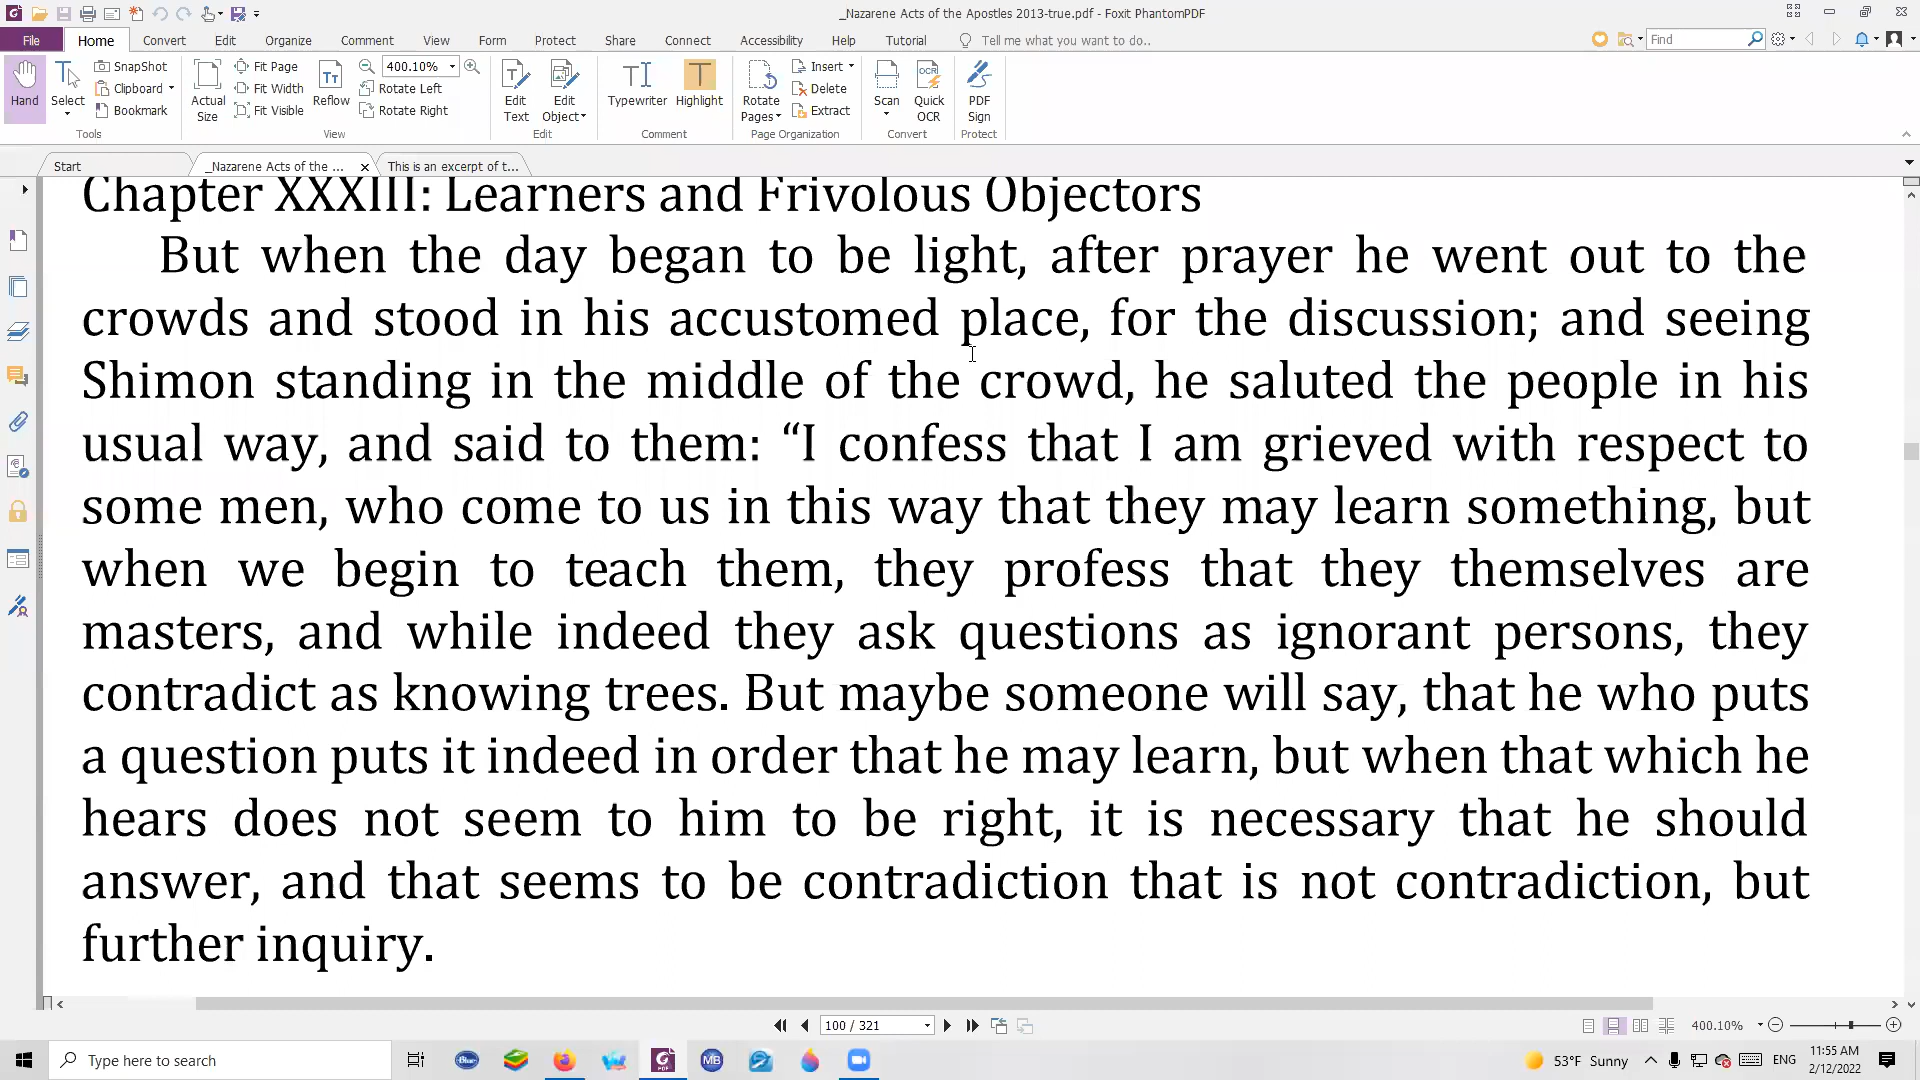 _Nazarene Acts of the Apostles 2013-true.pdf - Foxit PhantomPDF
File Home Convert Edit Organize Comment View Form Protect Share Connect Accessibility Help Tutorial Tell me what you want to do.. Find
SnapShot Fit Page 400.10% Insert
Clipboard Fit Width Rotate Left Delete
Bookmark Fit Visible Rotate Right Extract
Hand Select Actual Size Reflow Edit Text Edit Object Typewriter Highlight Rotate Pages Scan Quick OCR PDF Sign
Tools View Edit Comment Page Organization Convert Protect
Start _Nazarene Acts of the ... This is an excerpt of t...
Chapter XXXIII: Learners and Frivolous Objectors
But when the day began to be light, after prayer he went out to the
crowds and stood in his accustomed place, for the discussion; and seeing
Shimon standing in the middle of the crowd, he saluted the people in his
usual way, and said to them: “I confess that I am grieved with respect to
some men, who come to us in this way that they may learn something, but
when we begin to teach them, they profess that they themselves are
masters, and while indeed they ask questions as ignorant persons, they
contradict as knowing trees. But maybe someone will say, that he who puts
a question puts it indeed in order that he may learn, but when that which he
hears does not seem to him to be right, it is necessary that he should
answer, and that seems to be contradiction that is not contradiction, but
further inquiry.
100 / 321 400.10%
Type here to search Blue MB 53°F Sunny ENG 11:55 AM
2/12/2022